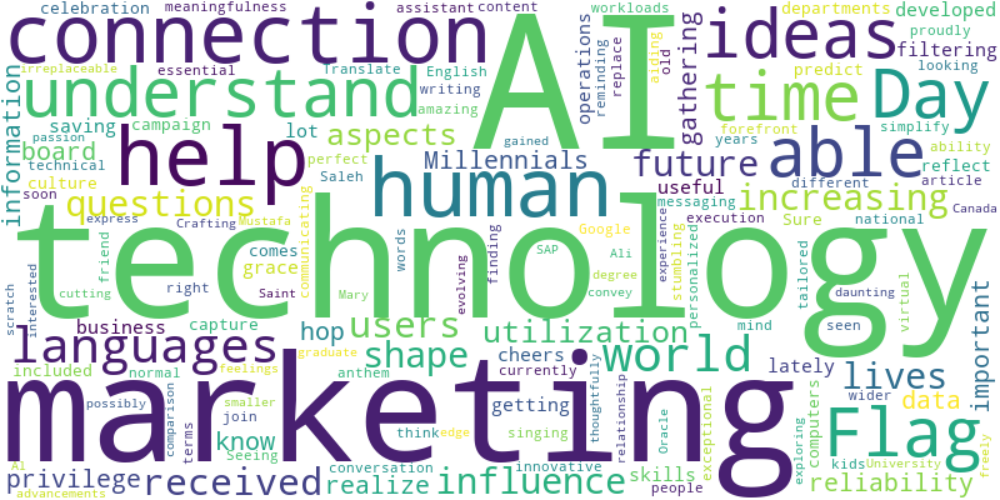 celebration
meaningfulness
assistant
content
workloads
departments
developed
connection
AI
ideas
proudly
filtering
irreplaceable
essential
Translate
English
operations
reminding
replace
aiding
old
gathering
predict
looking
understand
writing
amazing
time
Day
information
saving
campaign
lot
aspects
gained
forefront
years
simplify
ability
passion
board
technical
help
perfect
Saleh
Millennials
future
able
reflect
article
culture
soon
questions
human
useful
different
messaging
increasing
Sure
national
Canada
express
Crafting
Mustafa
communicating
execution
technology
friend
comes
grace
words
finding
SAP
Google
Ali
experience
stumbling
personalized
tailored
daunting
scratch
interested
cutting
right
Saint
Mary
evolving
degree
convey
mind
seen
virtual
business
capture
hop
users
utilization
languages
shape
cheers
world
lately
lives
important
included
normal
graduate
feelings
anthem
currently
wider
data
marketing
possibly
smaller
comparison
getting
thoughtfully
relationship
Oracle
exceptional
computers
Flag
know
join
terms
think
edge
singing
exploring
kids
University
freely
AI
Seeing
conversation
innovative
skills
privilege
received
realize
influence
people
reliability
advancements